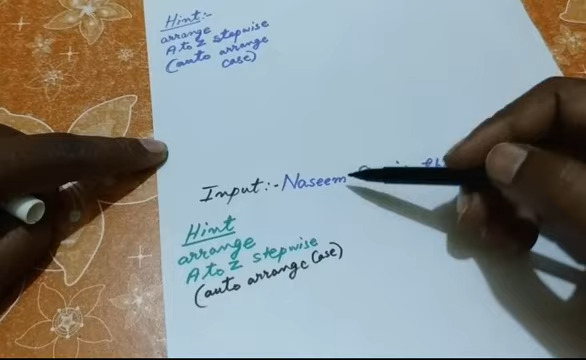 Hint:-
arrange
A to Z stepwise
(auto arrange
case)
Input:- Naseem
Hint
arrange
A to Z stepwise
(auto arrange Case)